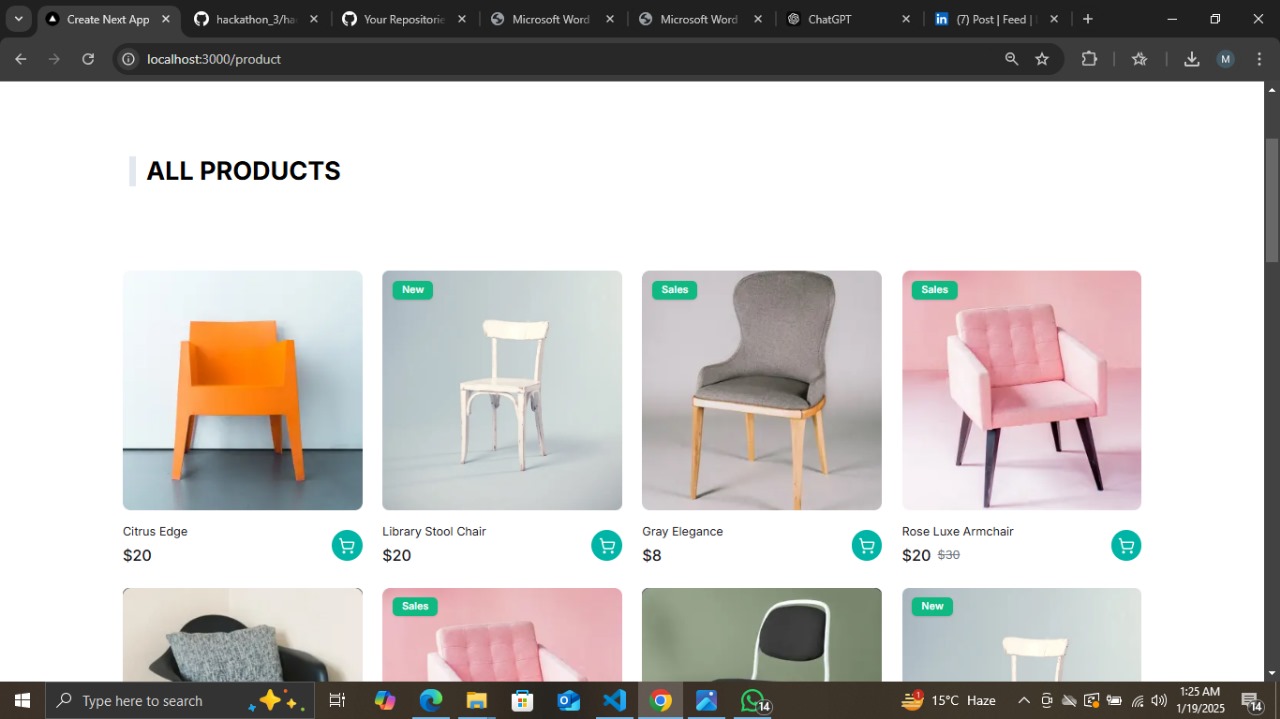 Create Next App
hackathon_3/ha
Your Repositorie
Microsoft Word
Microsoft Word
ChatGPT
(7) Post | Feed |
localhost:3000/product
M
ALL PRODUCTS
New
Sales
Sales
Citrus Edge
Library Stool Chair
Gray Elegance
Rose Luxe Armchair
$20
$20
$8
$20 $30
Sales
New
Type here to search
14
1
15°C Haze
1:25 AM
1/19/2025
14